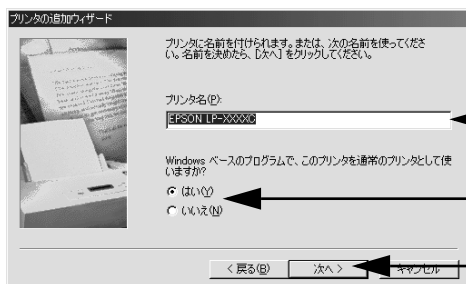 プリンタの追加ウィザード
プリンタに名前を付けられます。または、次の名前を使ってくださ
い。名前を決めたら、[次へ] をクリックしてください。
プリンタ名(P):
EPSON LP-XXXXC
Windows ベースのプログラムで、このプリンタを通常のプリンタとして使
いますか?
はい(Y)
いいえ(N)
< 戻る(B)
次へ >
キャンセル